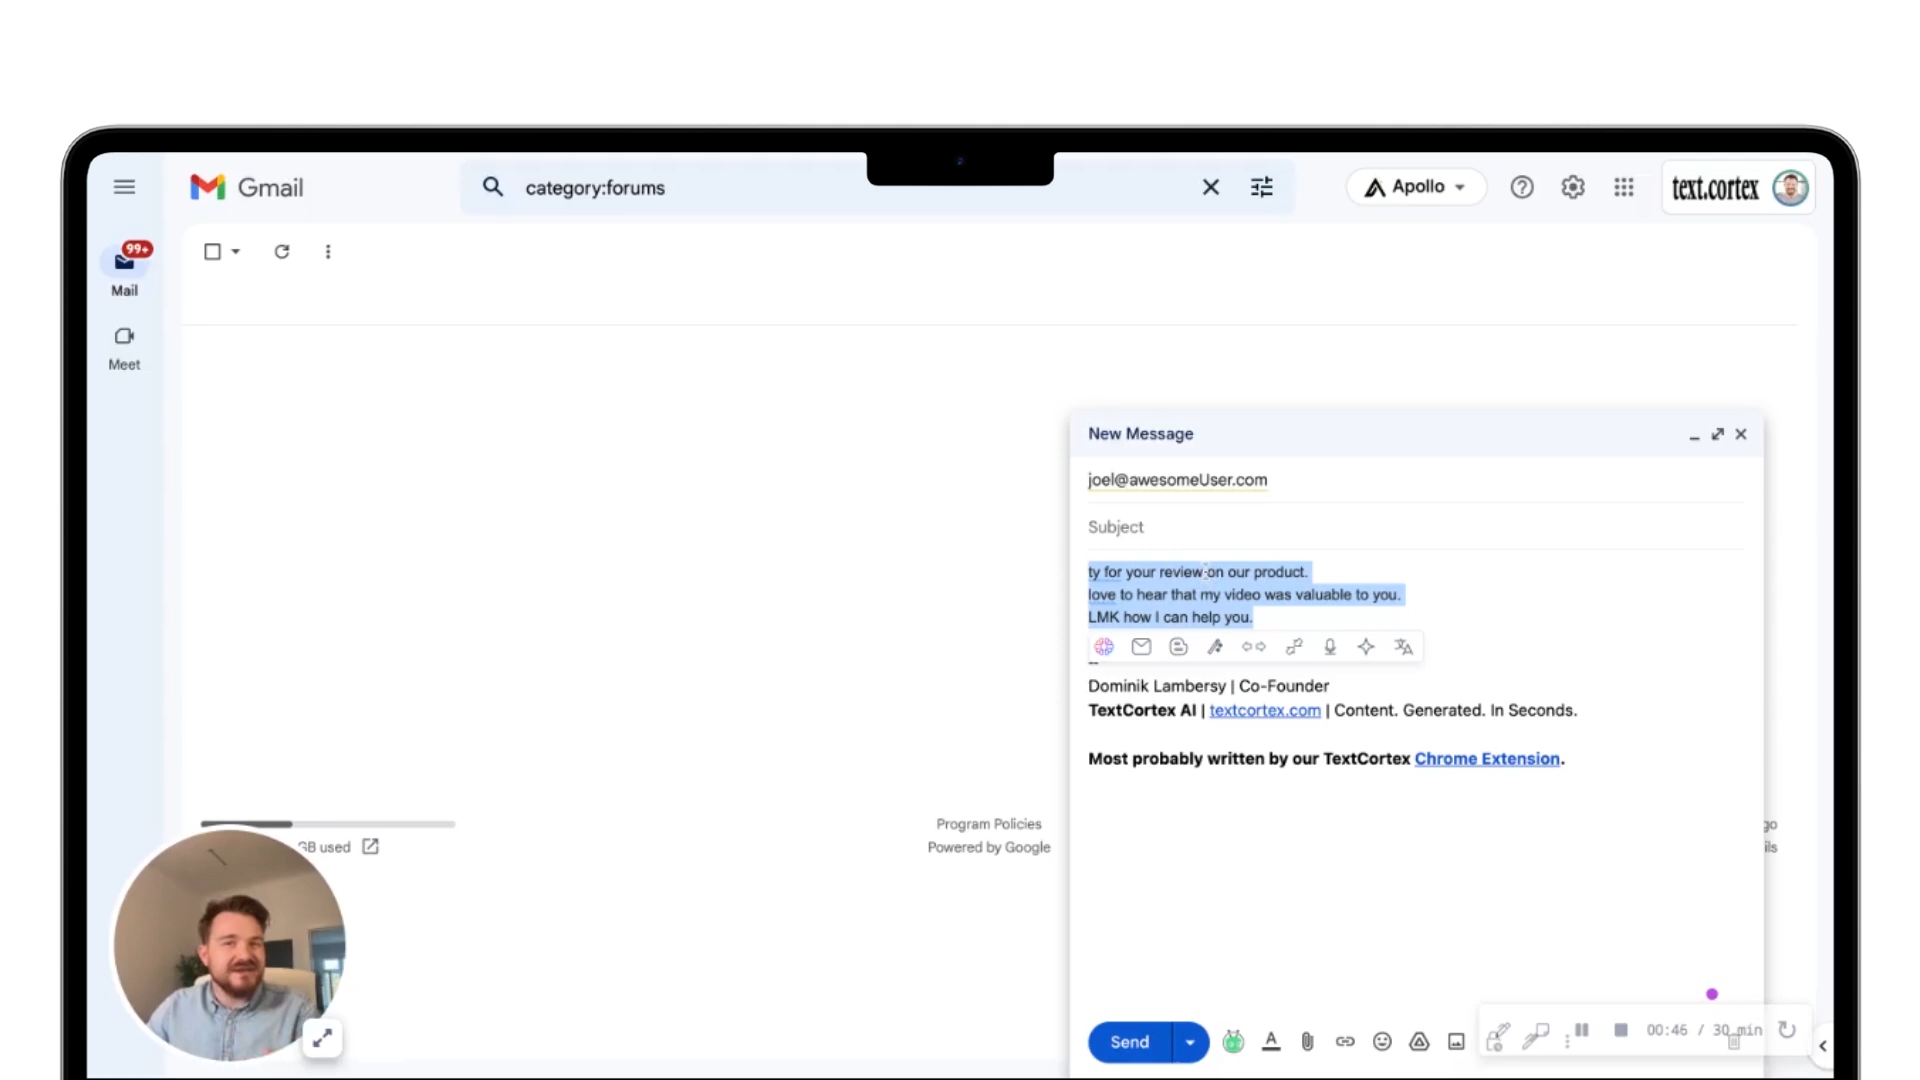 Gmail
category:forums
Apollo
text.cortex
99+
Mail
Meet
New Message
joel@awesomeUser.com
Subject
ty for your review on our product.
love to hear that my video was valuable to you.
LMK how I can help you.
--
Dominik Lambersy | Co-Founder
TextCortex AI | textcortex.com | Content. Generated. In Seconds.
Most probably written by our TextCortex Chrome Extension.
GB used
Program Policies
Powered by Google
go
ils
Send
00:46 / 30 min